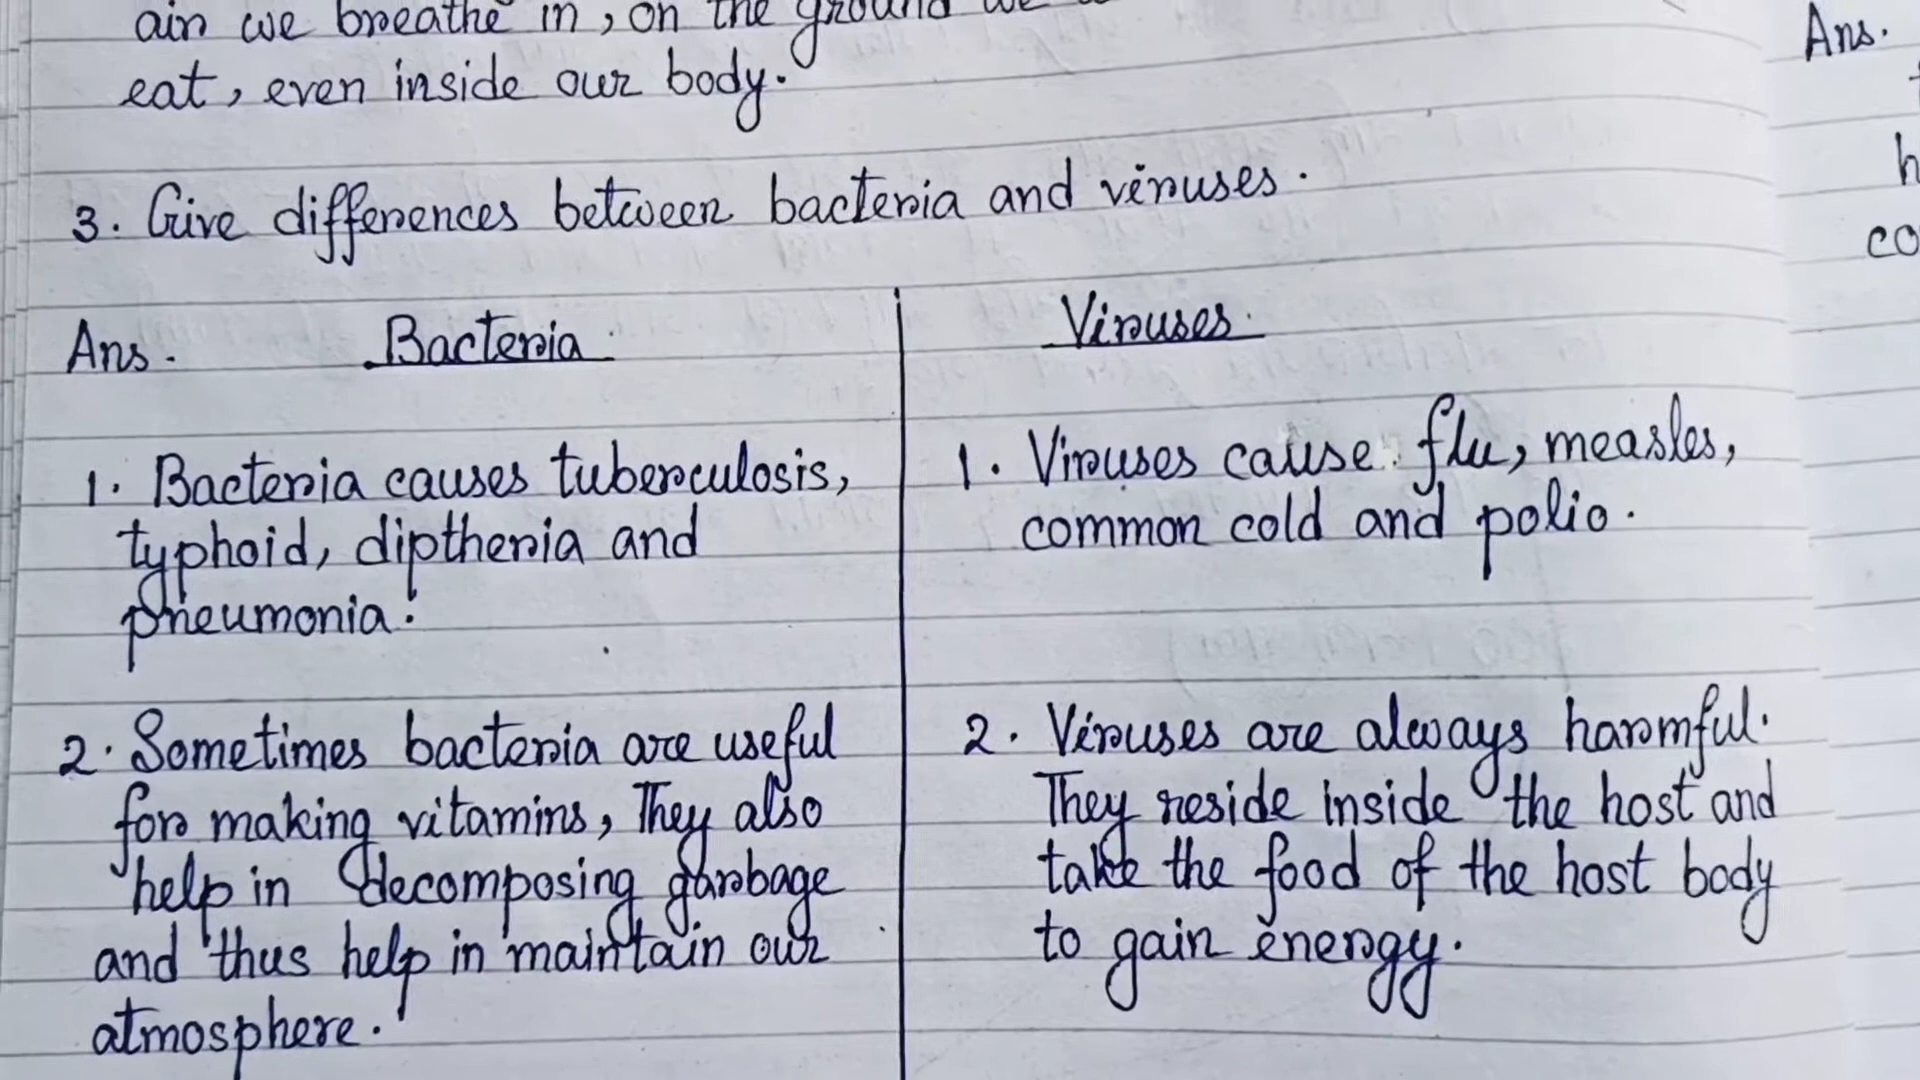 air we breathe in, on the ground we
eat, even inside our body.
3. Give differences between bacteria and viruses.
Ans. Bacteria
1. Bacteria causes tuberculosis,
typhoid, diptheria and
pneumonia.
2. Sometimes bacteria are useful
for making vitamins, They also
help in decomposing garbage
and thus help in maintain our
atmosphere.
Viruses.
1. Viruses cause flu, measles,
common cold and polio.
2. Viruses are always harmful.
They reside inside the host and
take the food of the host body
to gain energy.
Ans.
h
co